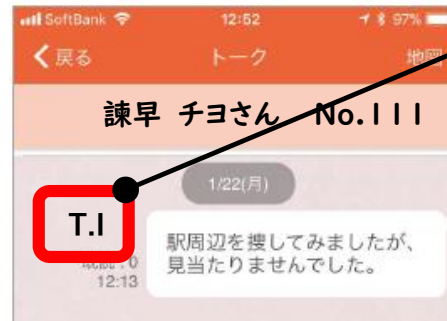 SoftBank 12:52 97%
戻る トーク 地図
諫早 チヨさん No.111
1/22(月)
T.I
駅周辺を捜してみましたが、
見当たりませんでした。
0
12:13